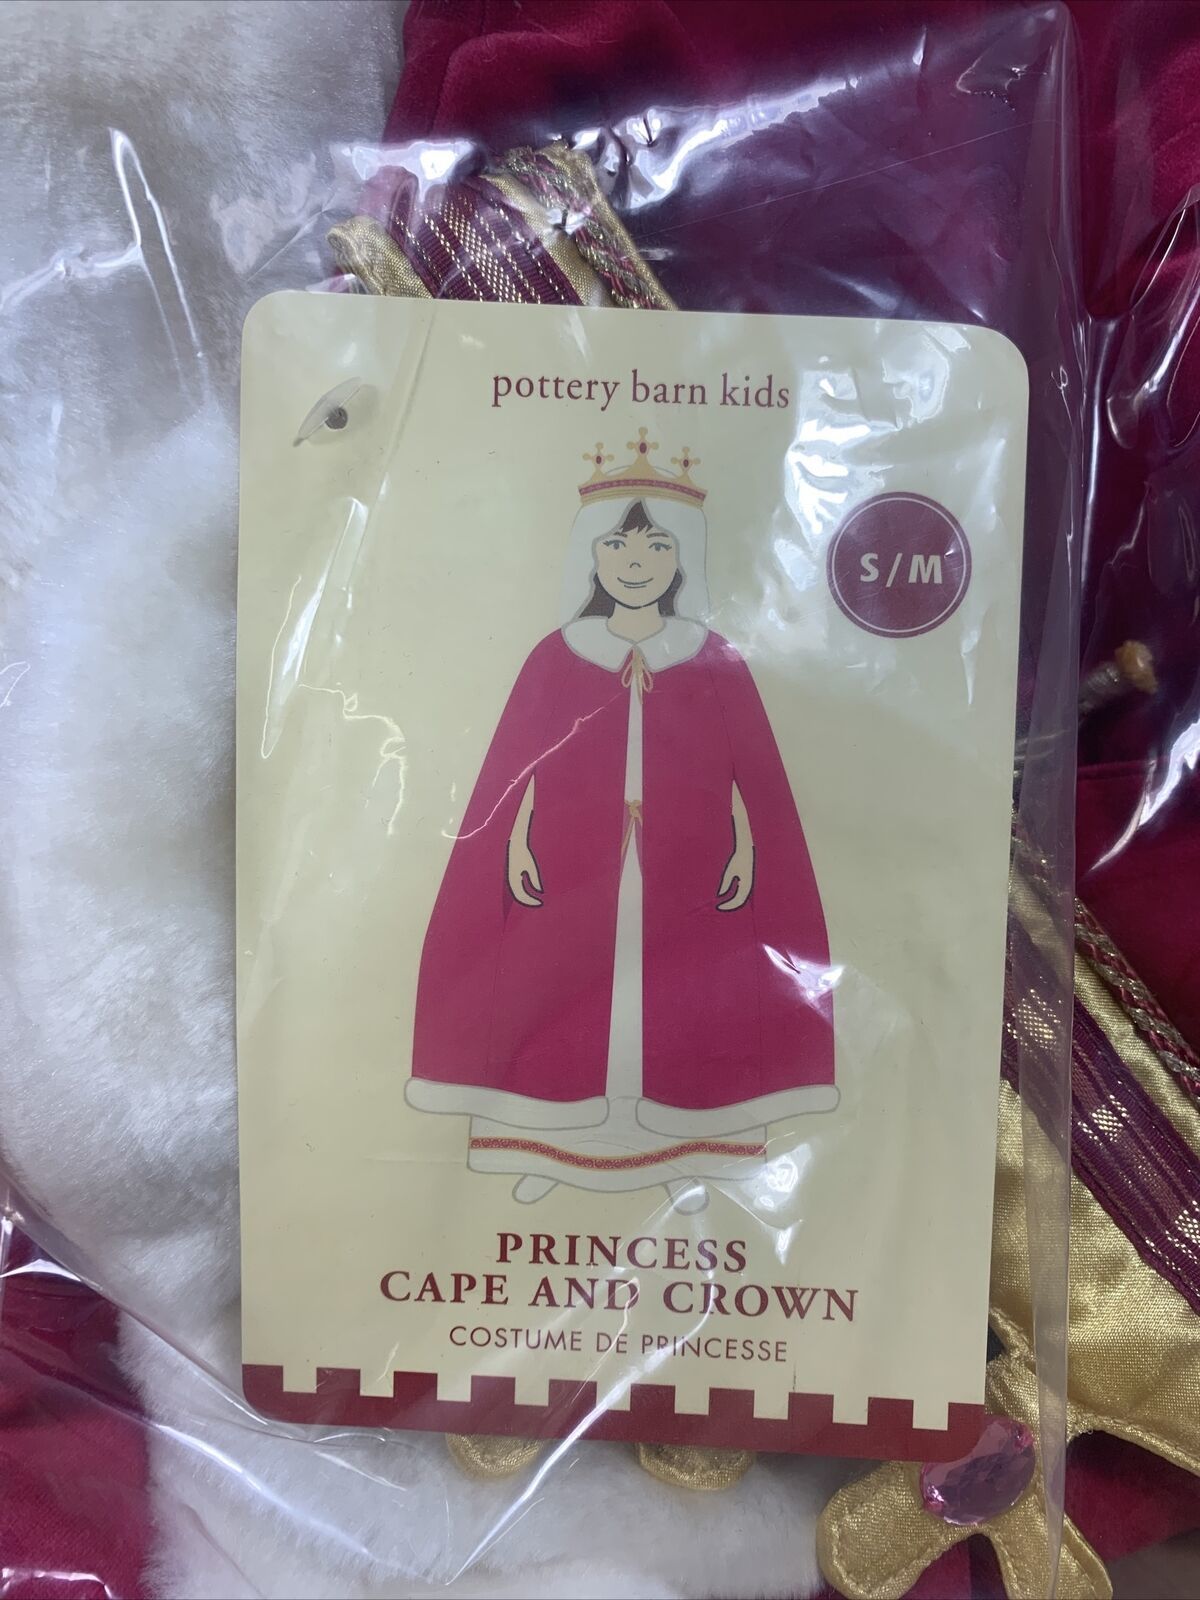 pottery barn kids
S/M
PRINCESS
CAPE AND CROWN
COSTUME DE PRINCESSE